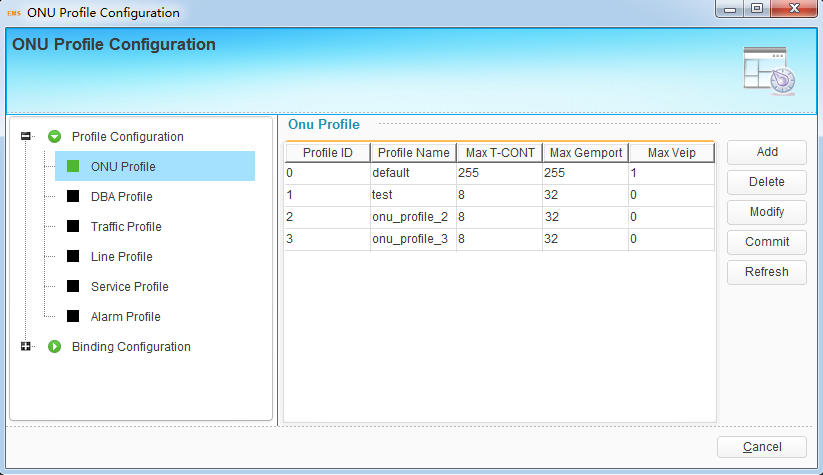 EMS ONU Profile Configuration
ONU Profile Configuration
Profile Configuration
ONU Profile
DBA Profile
Traffic Profile
Line Profile
Service Profile
Alarm Profile
Binding Configuration
Onu Profile
Profile ID Profile Name Max T-CONT Max Gemport Max Veip
0 default 255 255 1
1 test 8 32 0
2 onu_profile_2 8 32 0
3 onu_profile_3 8 32 0
Add
Delete
Modify
Commit
Refresh
Cancel